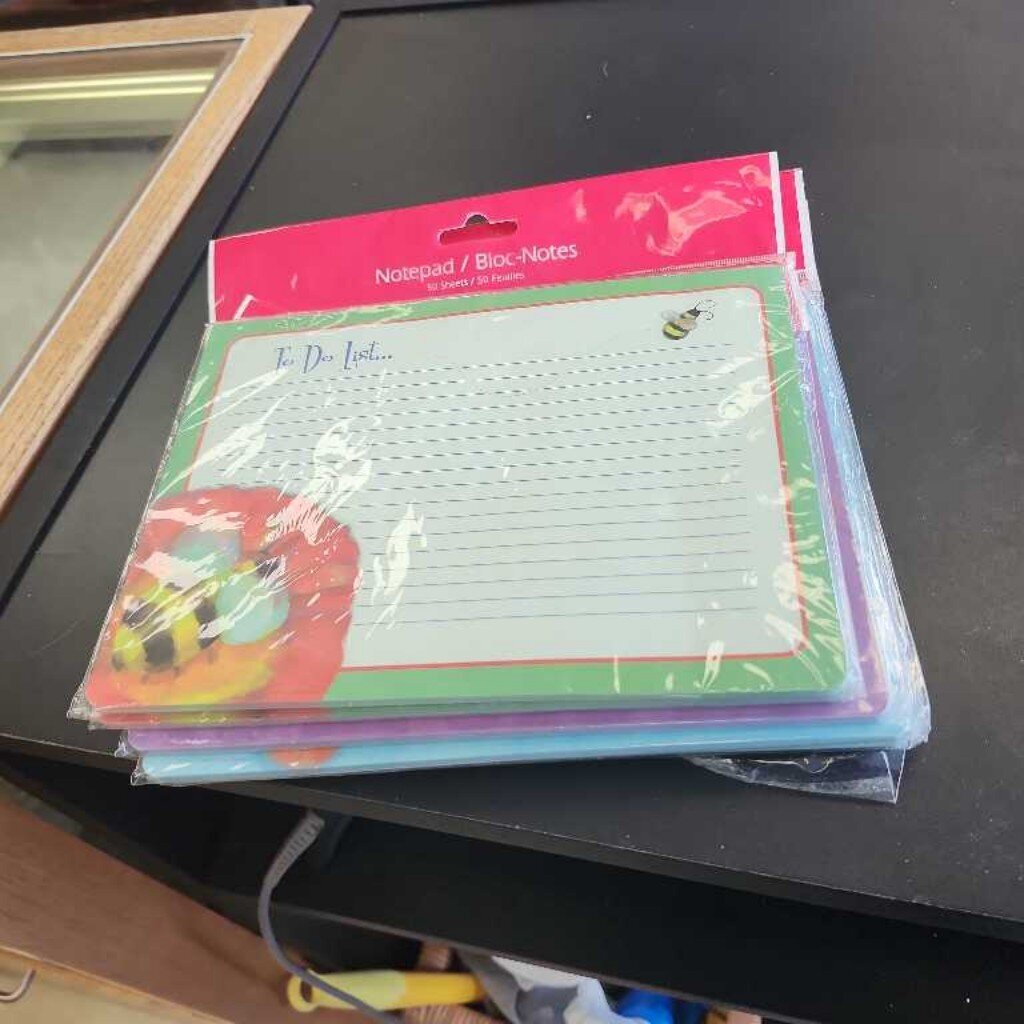 Notepad / Bloc-Notes
50 Sheets / 50 Feuilles
To Do List...